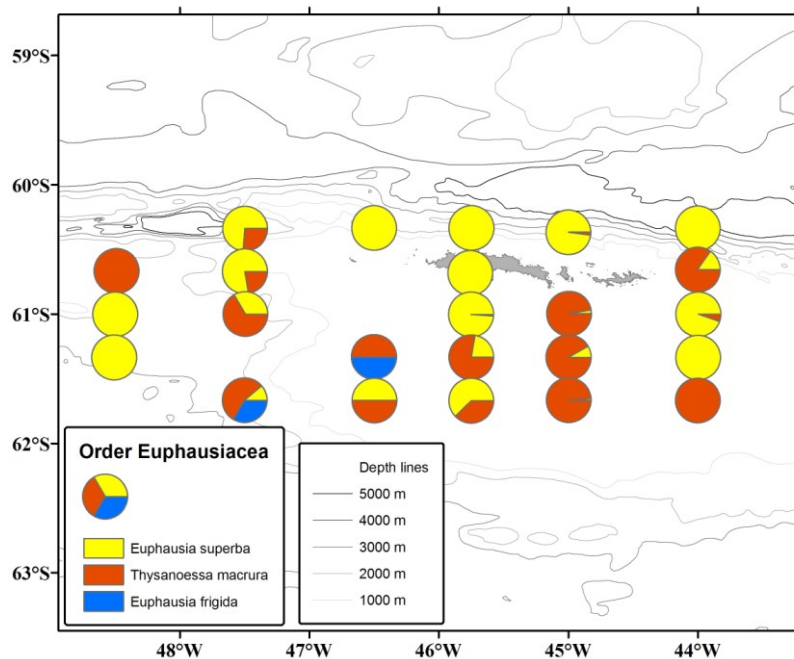 59°S
60°S
61°S
62°S
63°S
Order Euphausiacea
Euphausia superba
Thysanoessa macrura
Euphausia frigida
Depth lines
5000 m
4000 m
3000 m
2000 m
1000 m
48°W
47°W
46°W
45°W
44°W